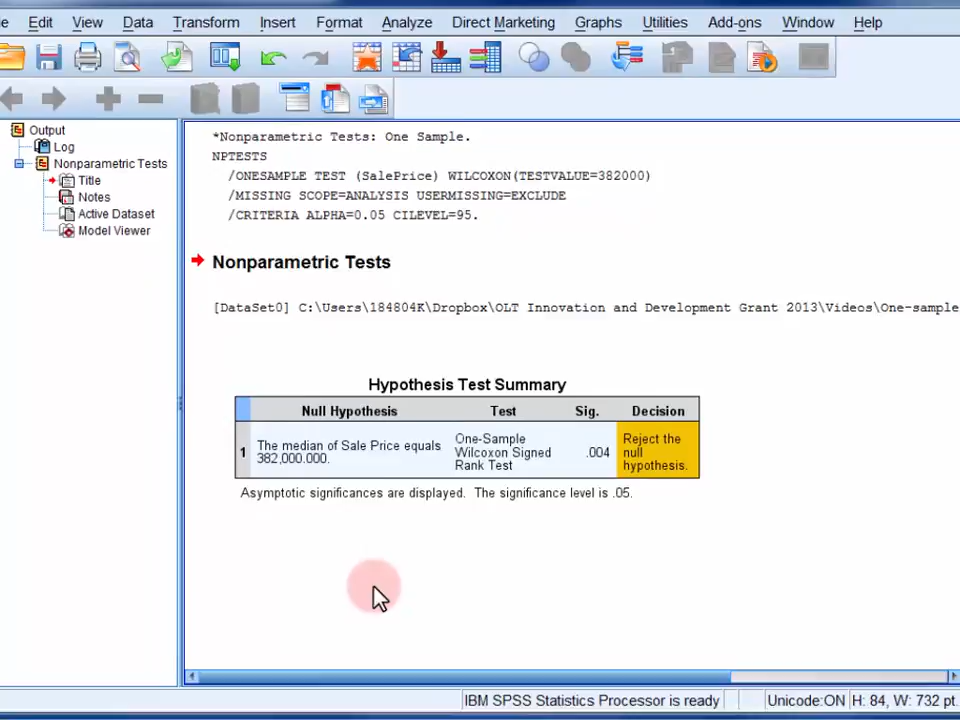 Edit View Data Transform Insert Format Analyze Direct Marketing Graphs Utilities Add-ons Window Help
Output
Log
Nonparametric Tests
Title
Notes
Active Dataset
Model Viewer
*Nonparametric Tests: One Sample.
NPTESTS
/ONESAMPLE TEST (SalePrice) WILCOXON(TESTVALUE=382000)
/MISSING SCOPE=ANALYSIS USERMISSING=EXCLUDE
/CRITERIA ALPHA=0.05 CILEVEL=95.
Nonparametric Tests
[DataSet0] C:\Users\184804K\Dropbox\OLT Innovation and Development Grant 2013\Videos\One-sample
Hypothesis Test Summary
Null Hypothesis Test Sig. Decision
1
The median of Sale Price equals
382,000.000.
One-Sample
Wilcoxon Signed
Rank Test
.004
Reject the
null
hypothesis.
Asymptotic significances are displayed. The significance level is .05.
IBM SPSS Statistics Processor is ready Unicode:ON H: 84, W: 732 pt.